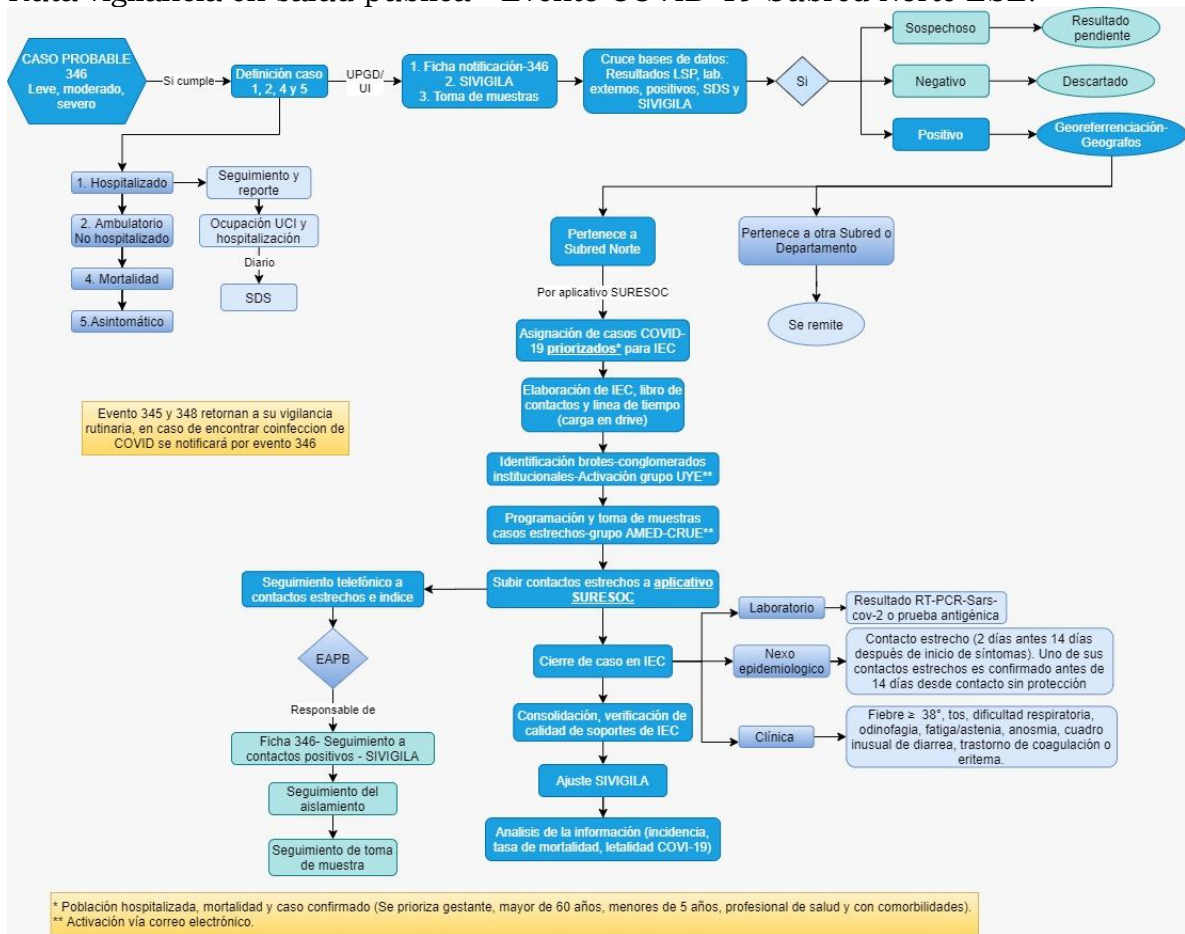 Ruta vigilancia en salud pública - Evento COVID-19 Subred Norte ESE.
CASO PROBABLE
346
Leve, moderado,
severo
Si cumple
Definición caso
1, 2, 4 y 5
UPGD/
UI
1. Ficha notificación-346
2. SIVIGILA
3. Toma de muestras
Cruce bases de datos:
Resultados LSP, lab.
externos, positivos, SDS y
SIVIGILA
Si
Sospechoso
Resultado
pendiente
Negativo
Descartado
Positivo
Georeferrenciación-
Geografos
1. Hospitalizado
Seguimiento y
reporte
2. Ambulatorio
No hospitalizado
Ocupación UCI y
hospitalización
Diario
4. Mortalidad
SDS
5.Asintomático
Pertenece a
Subred Norte
Pertenece a otra Subred o
Departamento
Por aplicativo SURESOC
Se remite
Asignación de casos COVID-
19 priorizados* para IEC
Elaboración de IEC, libro de
contactos y linea de tiempo
(carga en drive)
Evento 345 y 348 retornan a su vigilancia
rutinaria, en caso de encontrar coinfeccion de
COVID se notificará por evento 346
Identificación brotes-conglomerados
institucionales-Activación grupo UYE**
Programación y toma de muestras
casos estrechos-grupo AMED-CRUE**
Subir contactos estrechos a aplicativo
SURESOC
Seguimiento telefónico a
contactos estrechos e indice
EAPB
Responsable de
Ficha 346- Seguimiento a
contactos positivos - SIVIGILA
Seguimiento del
aislamiento
Seguimiento de toma
de muestra
Cierre de caso en IEC
Laboratorio
Resultado RT-PCR-Sars-
cov-2 o prueba antigénica
Nexo
epidemiologico
Contacto estrecho (2 días antes 14 días
después de inicio de síntomas). Uno de sus
contactos estrechos es confirmado antes de
14 días desde contacto sin protección
Clínica
Fiebre ≥ 38°, tos, dificultad respiratoria,
odinofagia, fatiga/astenia, anosmia, cuadro
inusual de diarrea, trastorno de coagulación o
eritema.
Consolidación, verificación de
calidad de soportes de IEC
Ajuste SIVIGILA
Analisis de la información (incidencia,
tasa de mortalidad, letalidad COVI-19)
* Población hospitalizada, mortalidad y caso confirmado (Se prioriza gestante, mayor de 60 años, menores de 5 años, profesional de salud y con comorbilidades).
** Activación vía correo electrónico.